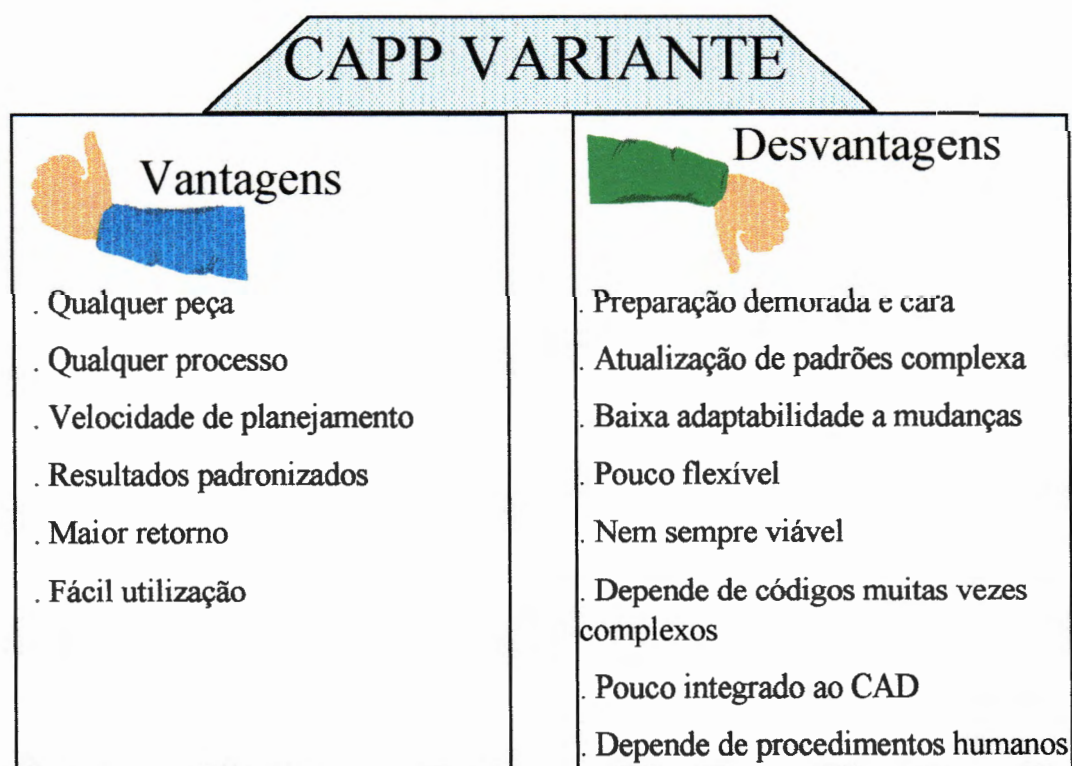 CAPP VARIANTE
Vantagens
. Qualquer peça
. Qualquer processo
. Velocidade de planejamento
. Resultados padronizados
. Maior retorno
. Fácil utilização
Desvantagens
. Preparação demorada e cara
. Atualização de padrões complexa
. Baixa adaptabilidade a mudanças
. Pouco flexível
. Nem sempre viável
. Depende de códigos muitas vezes
complexos
. Pouco integrado ao CAD
. Depende de procedimentos humanos